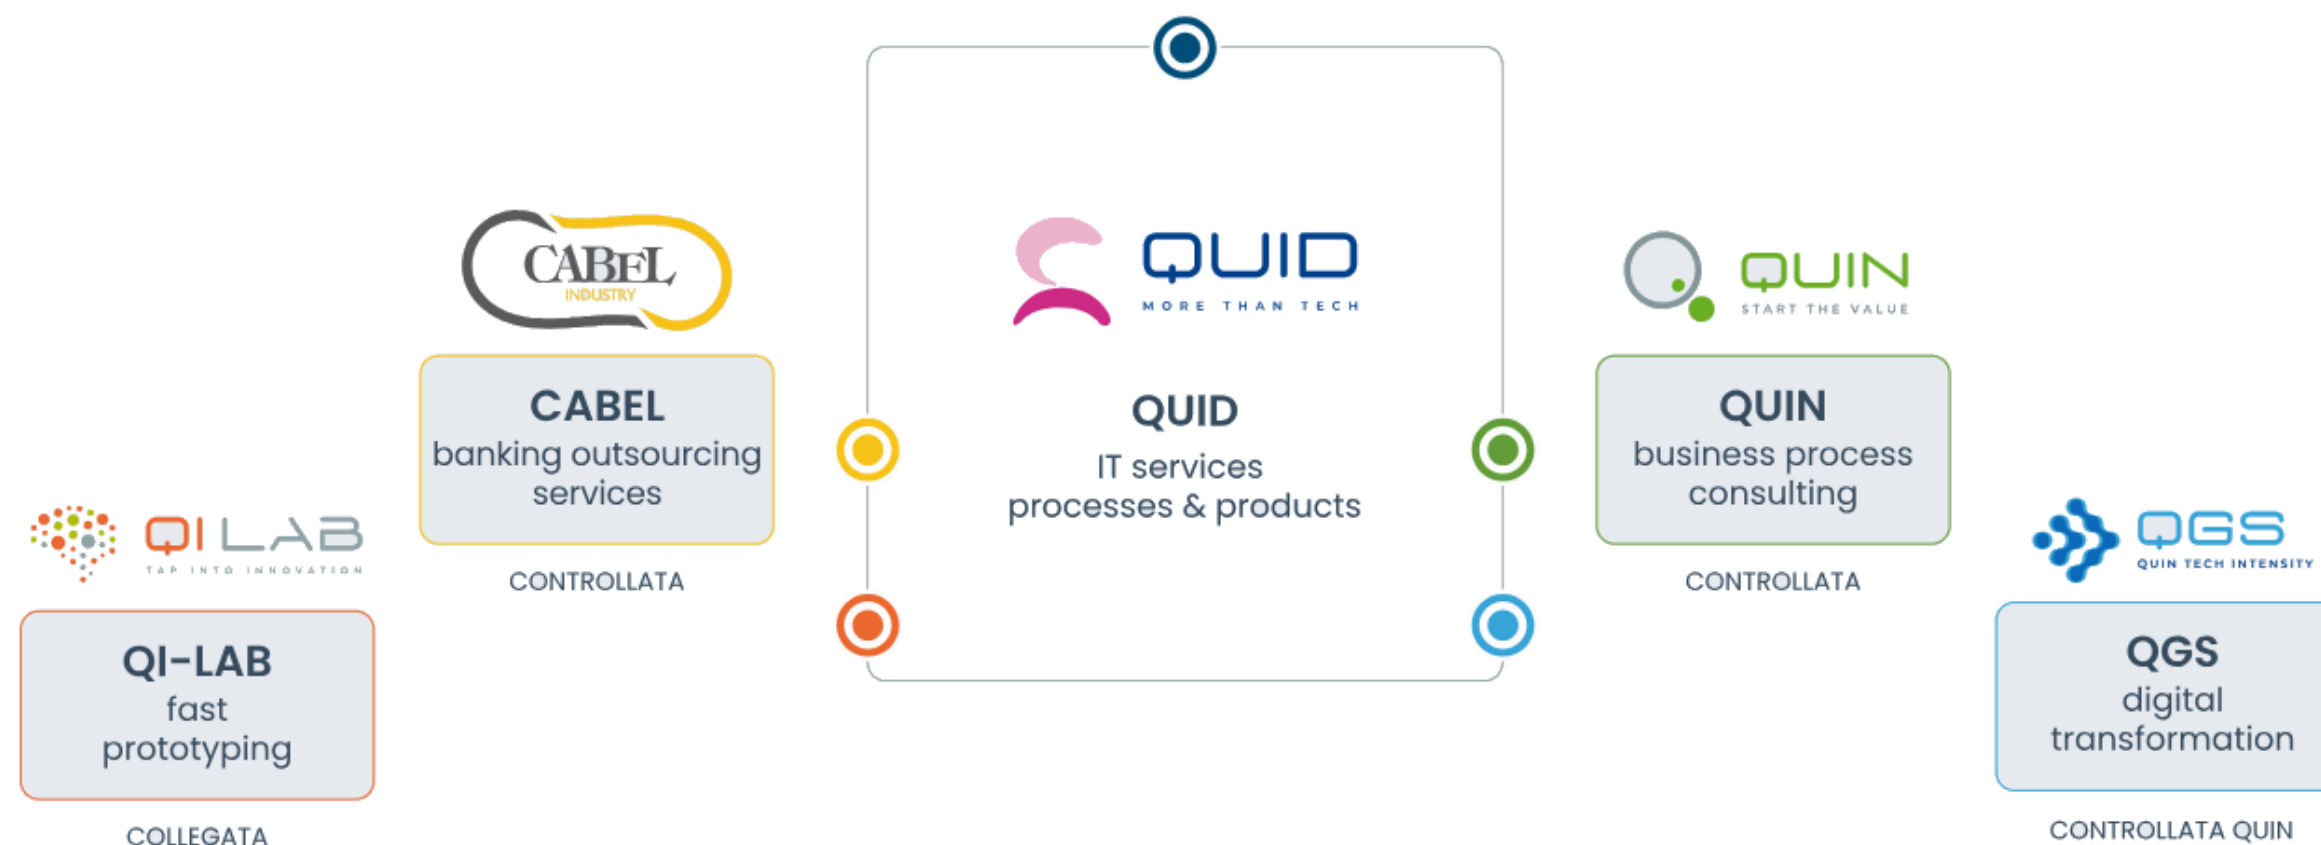 CABEL
INDUSTRY
CABEL
banking outsourcing
services
CONTROLLATA
QI LAB
TAP INTO INNOVATION
QI-LAB
fast
prototyping
COLLEGATA
QUID
MORE THAN TECH
QUID
IT services
processes & products
QUIN
START THE VALUE
QUIN
business process
consulting
CONTROLLATA
QGS
QUIN TECH INTENSITY
QGS
digital
transformation
CONTROLLATA QUIN